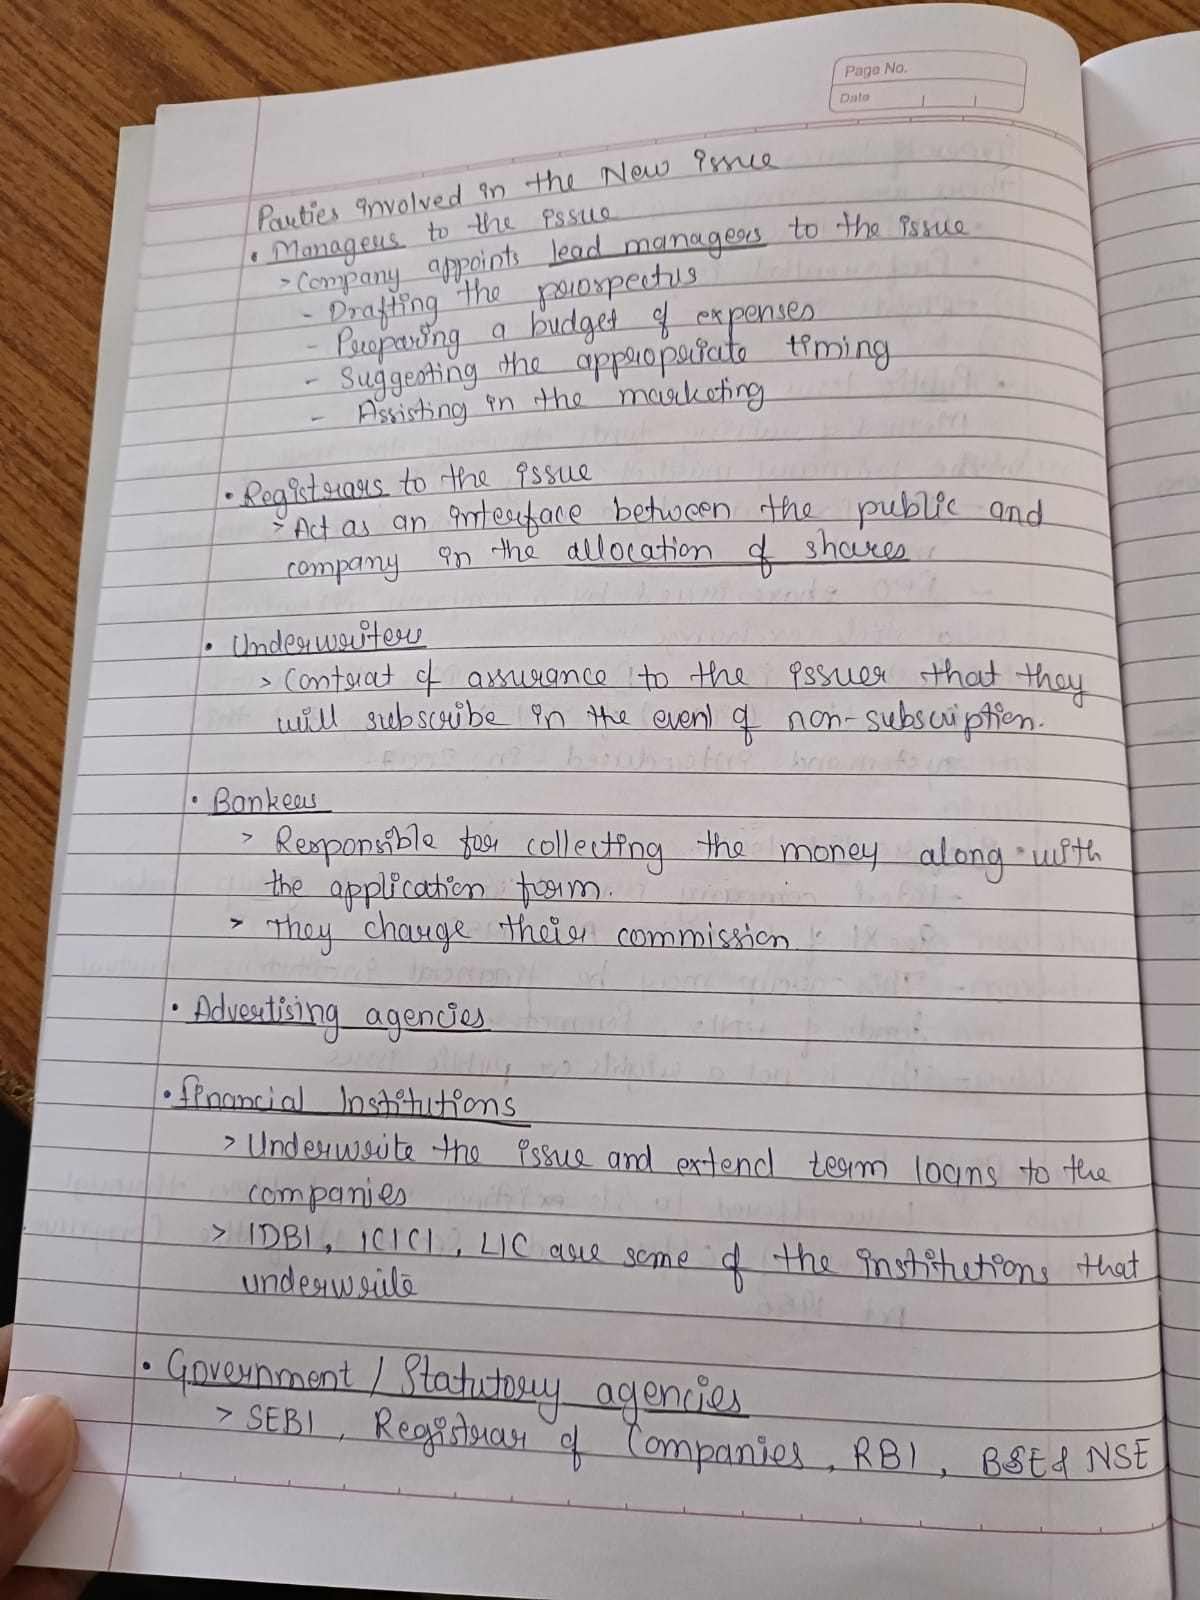 Page No.
Date
Parties involved in the New issue
• Managers to the issue
> Company appoints lead managers to the issue
- Drafting the prospectus
- Preparing a budget of expenses
- Suggesting the appropriate timing
- Assisting in the marketing
• Registrars to the issue
> Act as an interface between the public and
company in the allocation of shares
• Underwriters
> Contrat of assurance to the issuer that they
will subscribe in the event of non-subscription.
• Bankers
> Responsible for collecting the money along with
the application form.
> They charge their commission
• Advertising agencies
• Financial Institutions
> Underwrite the issue and extend term loans to the
companies
> IDBI, ICICI, LIC are some of the institutions that
underwrite
• Government / Statutory agencies
> SEBI, Registrar of Companies, RBI, BSE & NSE